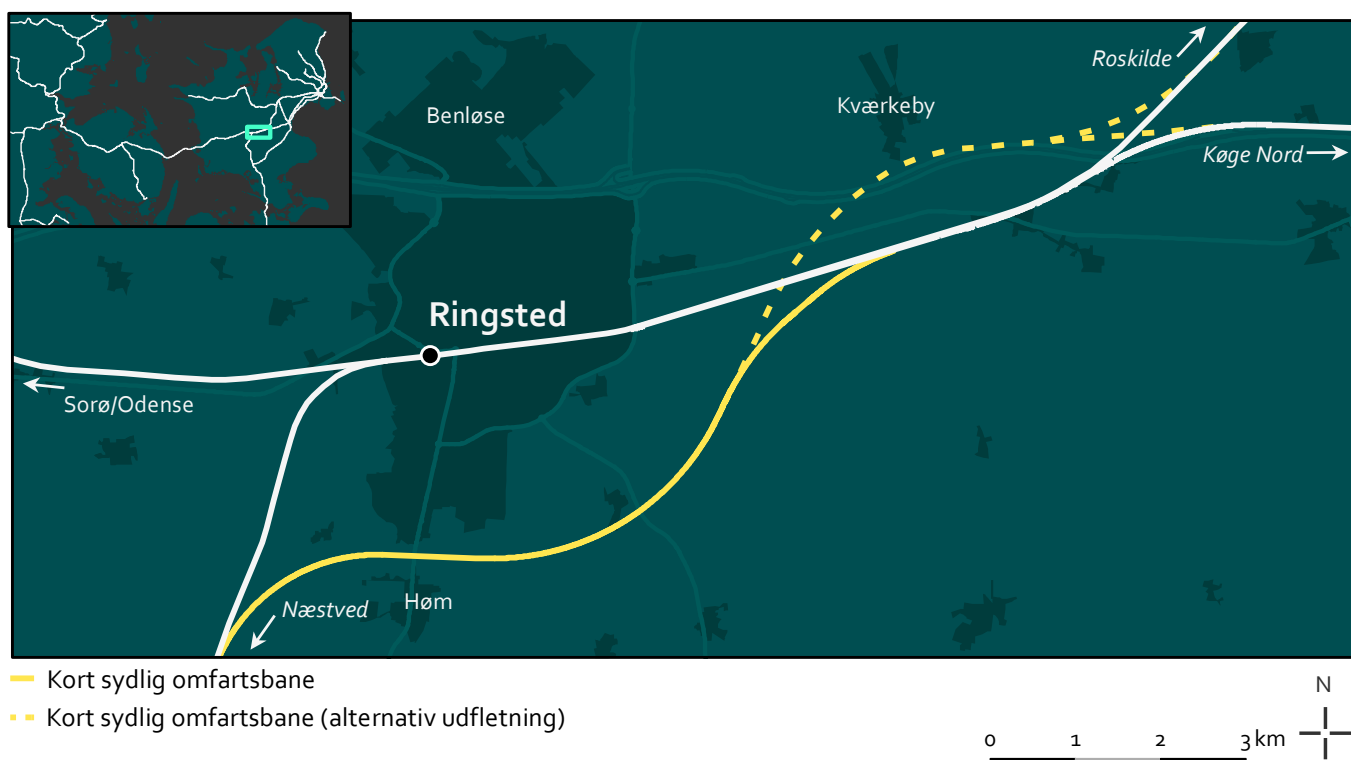 Roskilde
Benløse
Kværkeby
Køge Nord
Ringsted
Sorø/Odense
Næstved
Høm
Kort sydlig omfartsbane
Kort sydlig omfartsbane (alternativ udfletning)
N
0 1 2 3 km